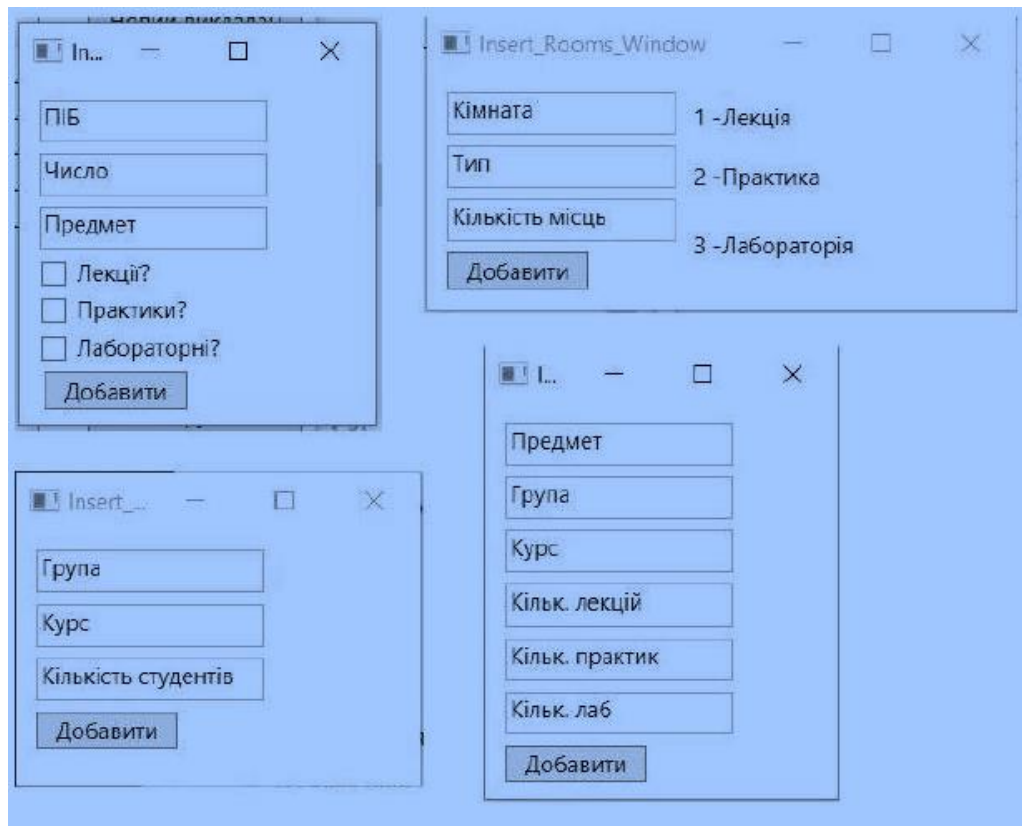 In...
ПІБ
Число
Предмет
Лекції?
Практики?
Лабораторні?
Добавити
Insert_Rooms_Window
Кімната
1 -Лекція
Тип
2 -Практика
Кількість місць
3 -Лабораторія
Добавити
Insert_...
Група
Курс
Кількість студентів
Добавити
I...
Предмет
Група
Курс
Кільк. лекцій
Кільк. практик
Кільк. лаб
Добавити